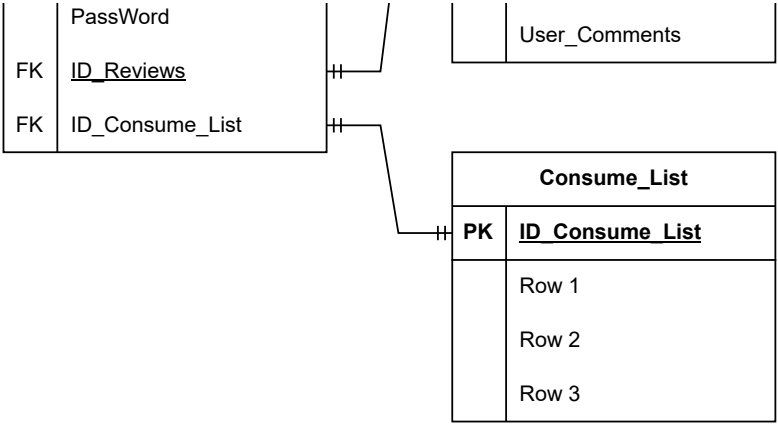 PassWord
FK ID_Reviews
FK ID_Consume_List
User_Comments
Consume_List
PK ID_Consume_List
Row 1
Row 2
Row 3